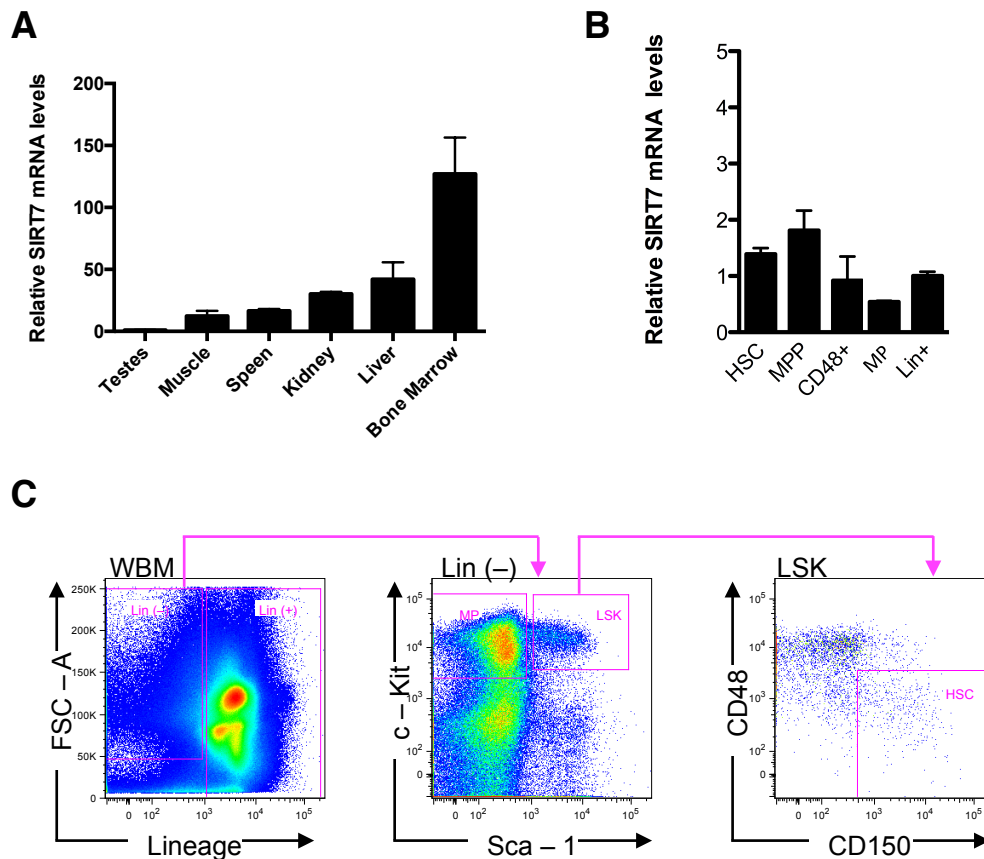 A
Relative SIRT7 mRNA levels
200
150
100
50
0
Testes
Muscle
Speen
Kidney
Liver
Bone Marrow
B
Relative SIRT7 mRNA levels
5
4
3
2
1
0
HSC
MPP
CD48+
MP
Lin+
C
WBM
FSC – A
250K
200K
150K
100K
50K
0
Lin (–
Lin (+)
0
10²
10³
10⁴
10⁵
Lineage
Lin (–)
c – Kit
10⁵
10⁴
10³
10²
0
MP
LSK
0
10²
10³
10⁴
10⁵
Sca – 1
LSK
CD48
10⁵
10⁴
10³
10²
0
HSC
0
10²
10³
10⁴
10⁵
CD150